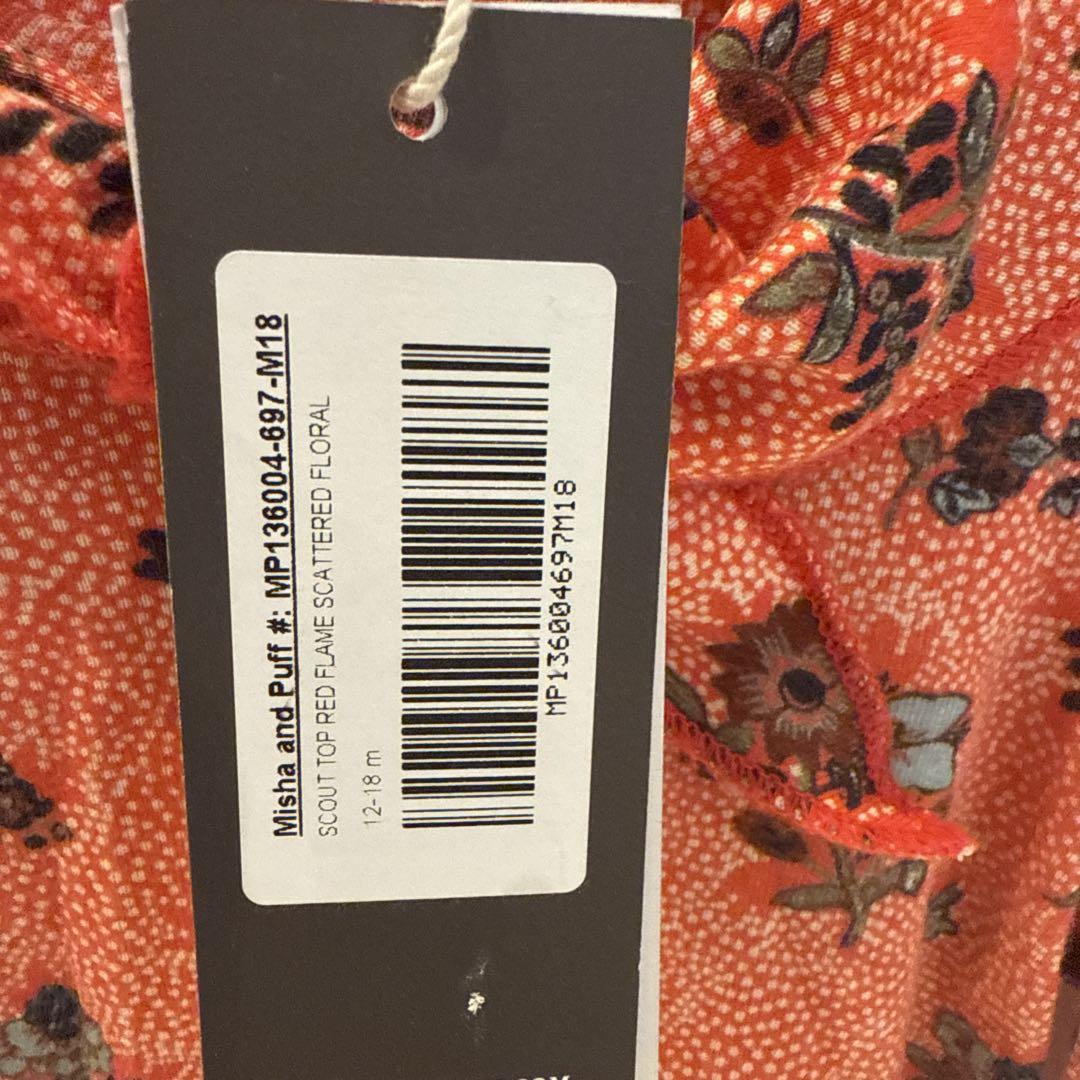 Misha and Puff #: MP136004-697-M18
SCOUT TOP RED FLAME SCATTERED FLORAL
12-18 m
MP136004697M18